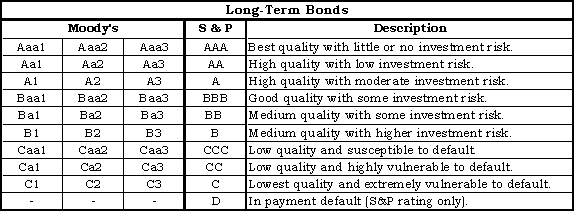 Long-Term Bonds
Moody's S & P Description
Aaa1 Aaa2 Aaa3 AAA Best quality with little or no investment risk.
Aa1 Aa2 Aa3 AA High quality with low investment risk.
A1 A2 A3 A High quality with moderate investment risk.
Baa1 Baa2 Baa3 BBB Good quality with some investment risk.
Ba1 Ba2 Ba3 BB Medium quality with some investment risk.
B1 B2 B3 B Medium quality with higher investment risk.
Caa1 Caa2 Caa3 CCC Low quality and susceptible to default.
Ca1 Ca2 Ca3 CC Low quality and highly vulnerable to default.
C1 C2 C3 C Lowest quality and extremely vulnerable to default.
- - - D In payment default (S&P rating only).